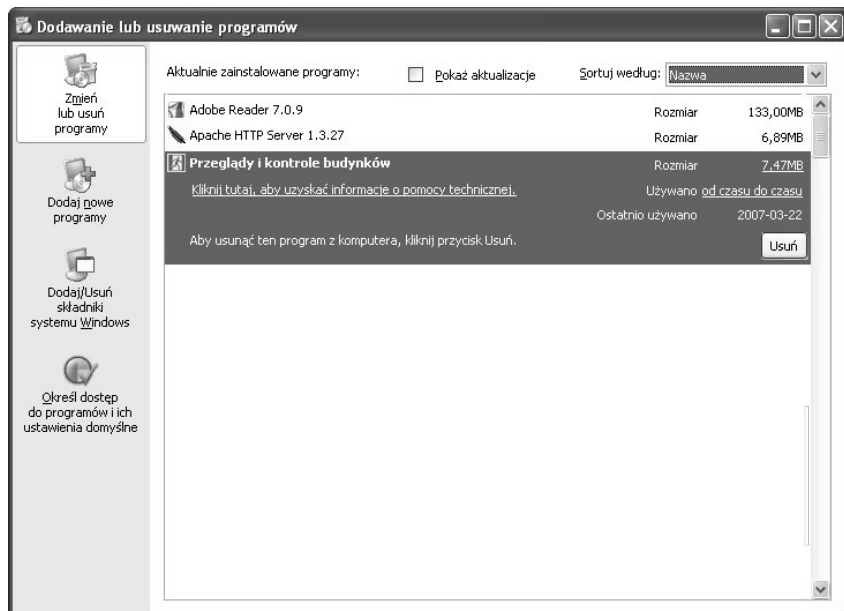 Dodawanie lub usuwanie programów
Zmień
lub usuń
programy
Dodaj nowe
programy
Dodaj/Usuń
składniki
systemu Windows
Określ dostęp
do programów i ich
ustawienia domyślne
Aktualnie zainstalowane programy:
Pokaż aktualizacje
Sortuj według: Nazwa
Adobe Reader 7.0.9 Rozmiar 133,00MB
Apache HTTP Server 1.3.27 Rozmiar 6,89MB
Przeglądy i kontrole budynków Rozmiar 7,47MB
Kliknij tutaj, aby uzyskać informacje o pomocy technicznej. Używano od czasu do czasu
Ostatnio używano 2007-03-22
Aby usunąć ten program z komputera, kliknij przycisk Usuń. Usuń